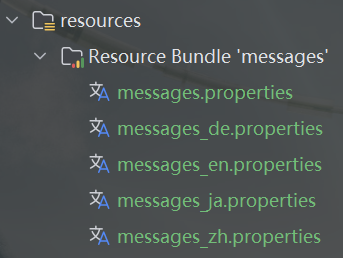 resources
Resource Bundle 'messages'
messages.properties
messages_de.properties
messages_en.properties
messages_ja.properties
messages_zh.properties